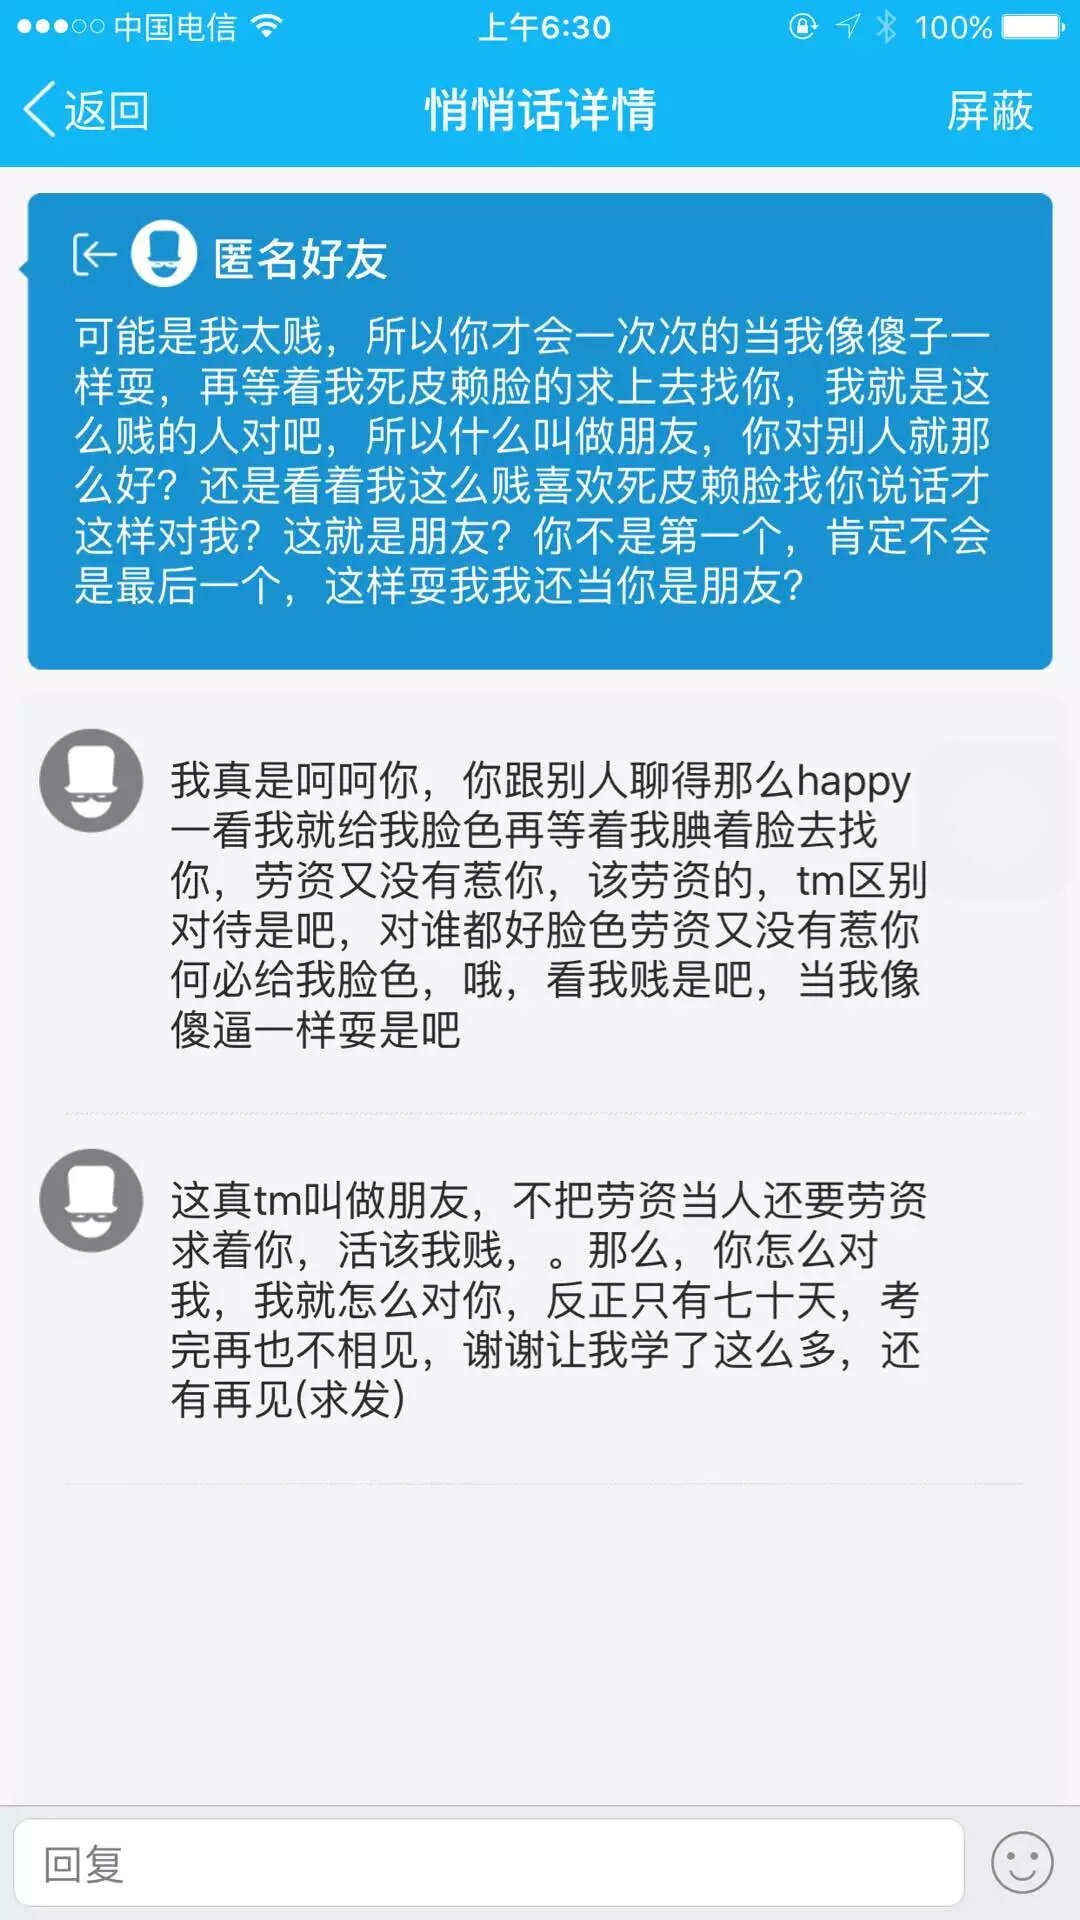 中国电信
上午6:30
100%
返回
悄悄话详情
屏蔽
匿名好友
可能是我太贱，所以你才会一次次的当我像傻子一
样耍，再等着我死皮赖脸的求上去找你，我就是这
么贱的人对吧，所以什么叫做朋友，你对别人就那
么好？还是看着我这么贱喜欢死皮赖脸找你说话才
这样对我？这就是朋友？你不是第一个，肯定不会
是最后一个，这样耍我我还当你是朋友？
我真是呵呵你，你跟别人聊得那么happy
一看我就给我脸色再等着我腆着脸去找
你，劳资又没有惹你，该劳资的，tm区别
对待是吧，对谁都好脸色劳资又没有惹你
何必给我脸色，哦，看我贱是吧，当我像
傻逼一样耍是吧
这真tm叫做朋友，不把劳资当人还要劳资
求着你，活该我贱，。那么，你怎么对
我，我就怎么对你，反正只有七十天，考
完再也不相见，谢谢让我学了这么多，还
有再见(求发）
回复